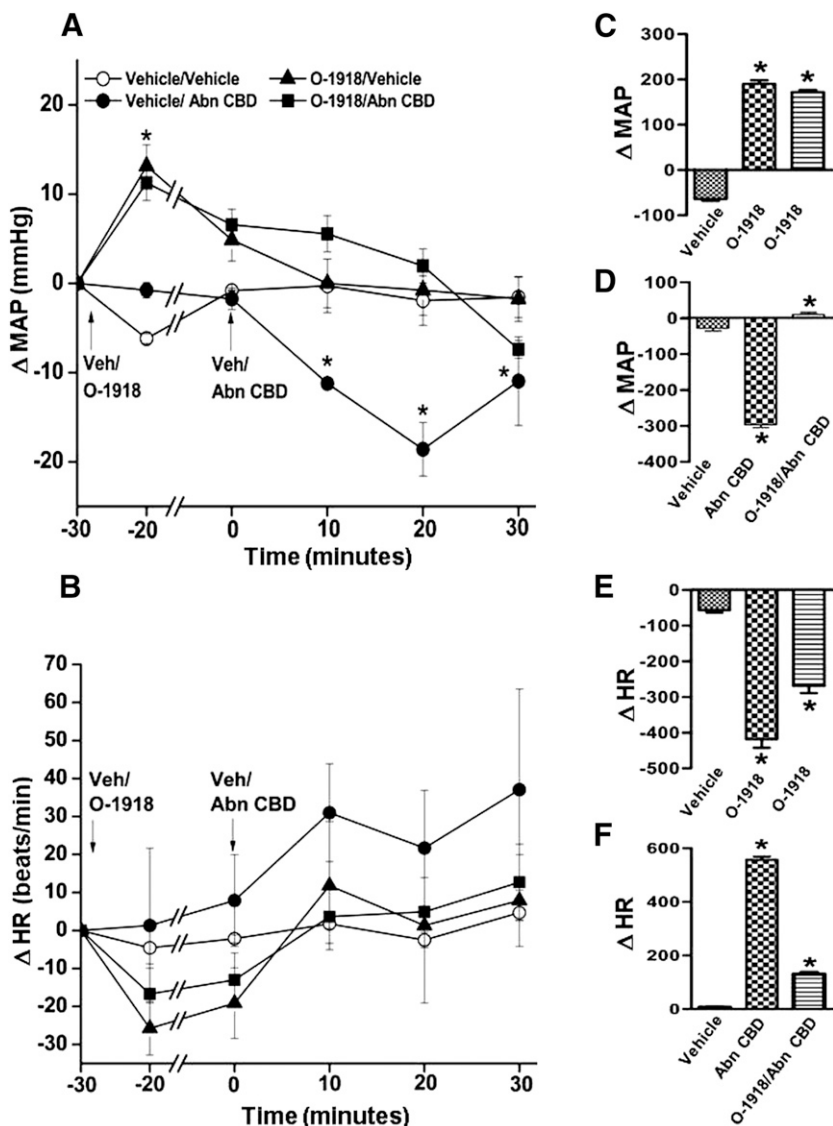 A
Vehicle/Vehicle
O-1918/Vehicle
Vehicle/ Abn CBD
O-1918/Abn CBD
20
10
0
-10
-20
Δ MAP (mmHg)
*
*
*
*
Veh/
O-1918
Veh/
Abn CBD
-30
-20
0
10
20
30
Time (minutes)
B
70
60
50
40
30
20
10
0
-10
-20
-30
Δ HR (beats/min)
Veh/
O-1918
Veh/
Abn CBD
-30
-20
0
10
20
30
Time (minutes)
C
300
200
100
0
-100
Δ MAP
*
*
Vehicle
O-1918
O-1918
D
100
0
-100
-200
-300
-400
Δ MAP
*
*
Vehicle
Abn CBD
O-1918/Abn CBD
E
0
-100
-200
-300
-400
-500
Δ HR
*
*
Vehicle
O-1918
O-1918
F
600
400
200
0
Δ HR
*
*
Vehicle
Abn CBD
O-1918/Abn CBD